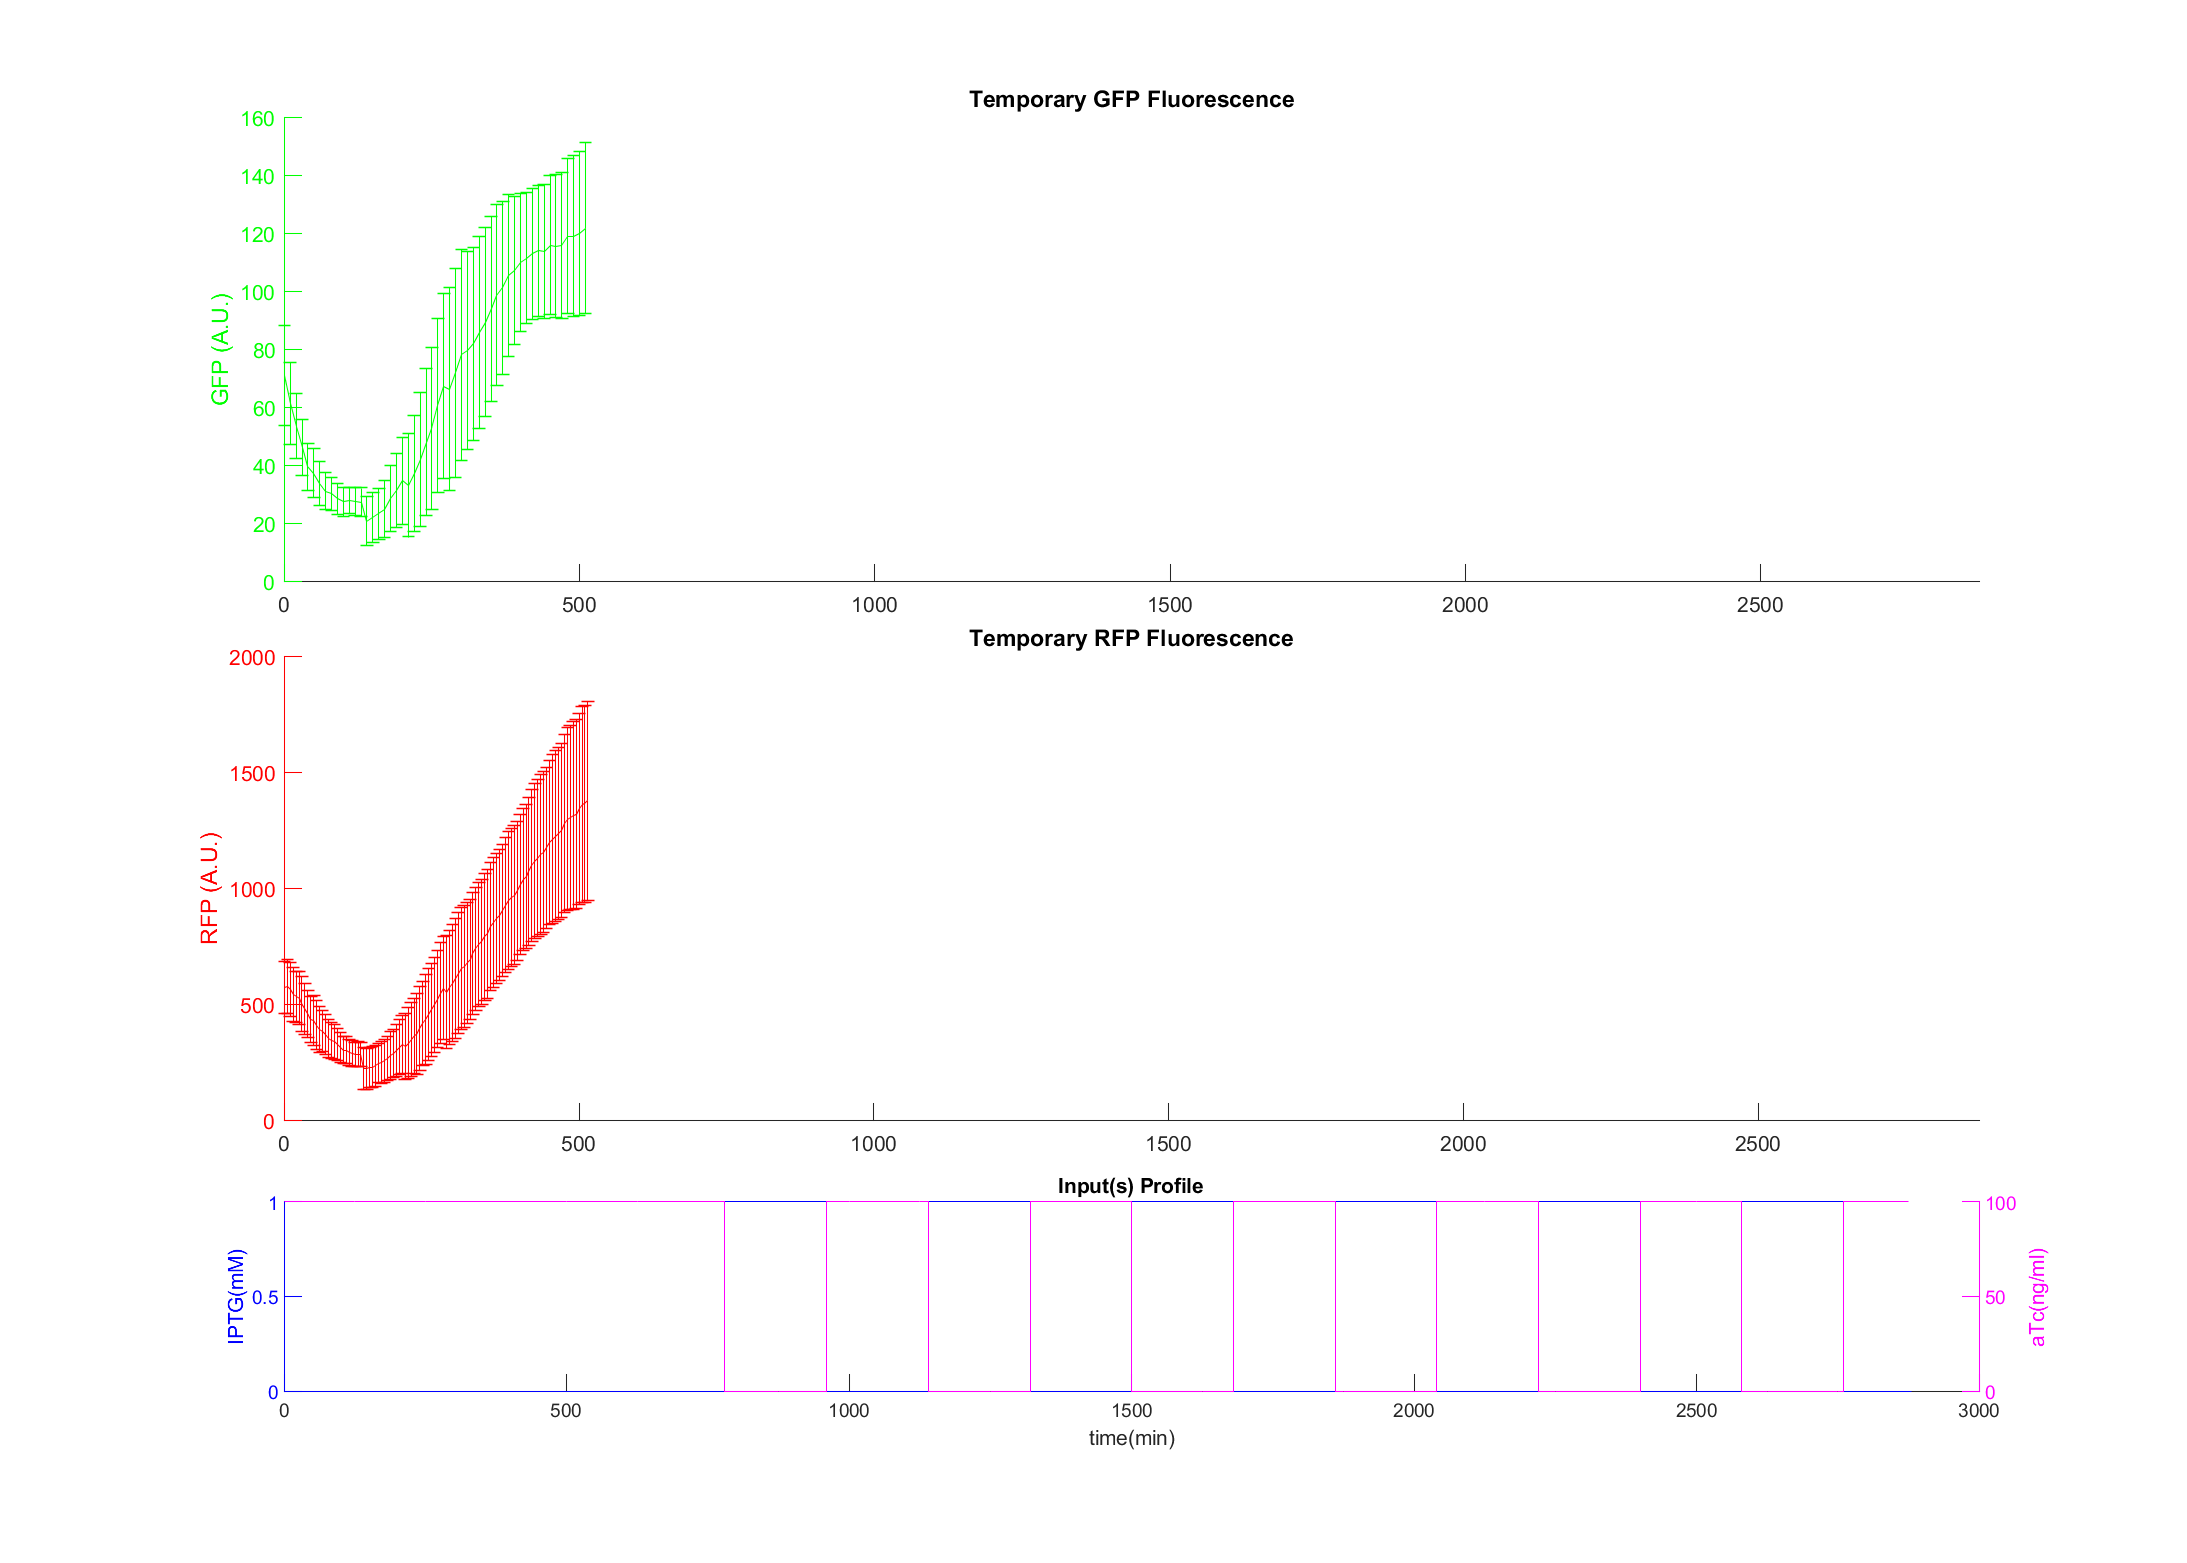 Temporary GFP Fluorescence
160
140
120
100
80
60
40
20
0
GFP (A.U.)
0 500 1000 1500 2000 2500
Temporary RFP Fluorescence
2000
1500
1000
500
0
RFP (A.U.)
0 500 1000 1500 2000 2500
Input(s) Profile
1
0.5
0
IPTG(mM)
100
50
0
aTc(ng/ml)
0 500 1000 1500 2000 2500 3000
time(min)